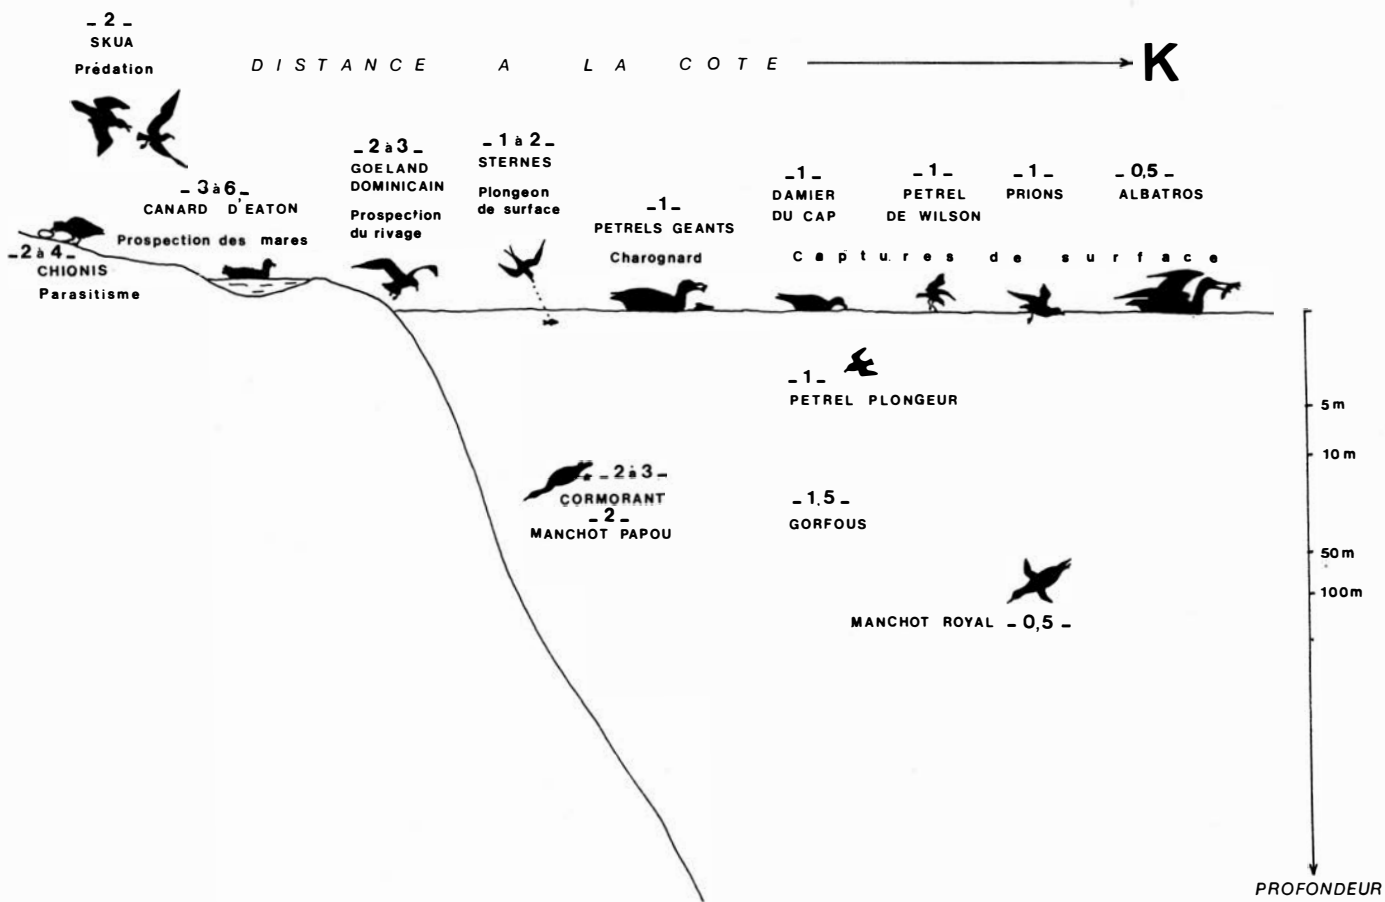 _ 2 _
SKUA
Prédation
DISTANCE A LA COTE
K
_ 3 à 6 _
CANARD D'EATON
Prospection des mares
_ 2 à 4 _
CHIONIS
Parasitisme
_ 2 à 3 _
GOELAND
DOMINICAIN
Prospection
du rivage
_ 1 à 2 _
STERNES
Plongeon
de surface
_ 1 _
PETRELS GEANTS
Charognard
_ 1 _
DAMIER
DU CAP
_ 1 _
PETREL
DE WILSON
_ 1 _
PRIONS
_ 0,5 _
ALBATROS
Captures de surface
_ 1 _
PETREL PLONGEUR
_ 2 à 3 _
CORMORANT
_ 2 _
MANCHOT PAPOU
_ 1,5 _
GORFOUS
MANCHOT ROYAL _ 0,5 _
5 m
10 m
50 m
100 m
PROFONDEUR